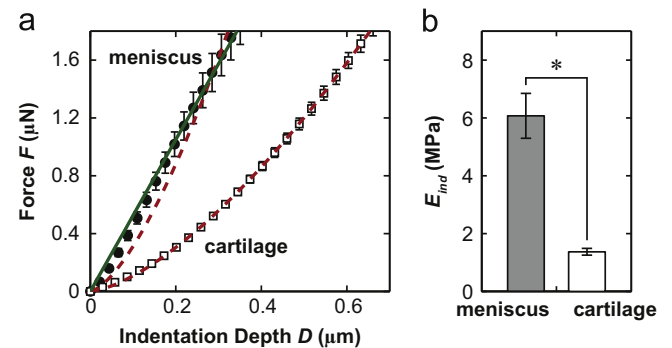 a
Force F (μN)
1.6
1.2
0.8
0.4
0
meniscus
cartilage
0
0.2
0.4
0.6
Indentation Depth D (μm)
b
E_ind (MPa)
8
6
4
2
0
*
meniscus
cartilage